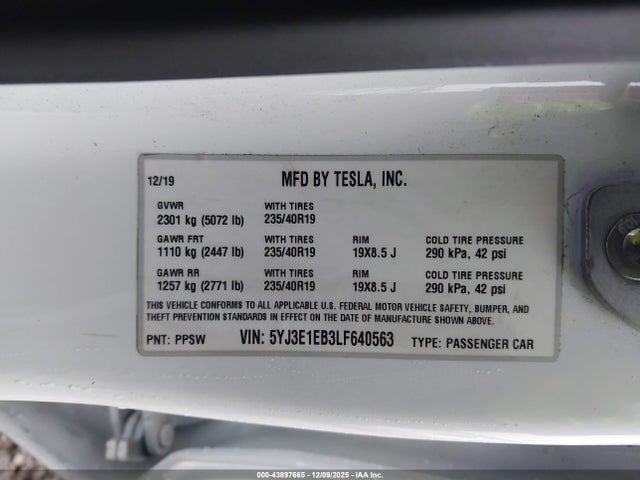 12/19 MFD BY TESLA, INC.
GVWR WITH TIRES
2301 kg (5072 lb) 235/40R19
GAWR FRT WITH TIRES RIM COLD TIRE PRESSURE
1110 kg (2447 lb) 235/40R19 19X8.5 J 290 kPa, 42 psi
GAWR RR WITH TIRES RIM COLD TIRE PRESSURE
1257 kg (2771 lb) 235/40R19 19X8.5 J 290 kPa, 42 psi
THIS VEHICLE CONFORMS TO ALL APPLICABLE U.S. FEDERAL MOTOR VEHICLE SAFETY, BUMPER, AND
THEFT PREVENTION STANDARDS IN EFFECT ON THE DATE OF MANUFACTURE SHOWN ABOVE.
PNT: PPSW VIN: 5YJ3E1EB3LF640563 TYPE: PASSENGER CAR
000-43897665 - 12/09/2025 - IAA Inc.